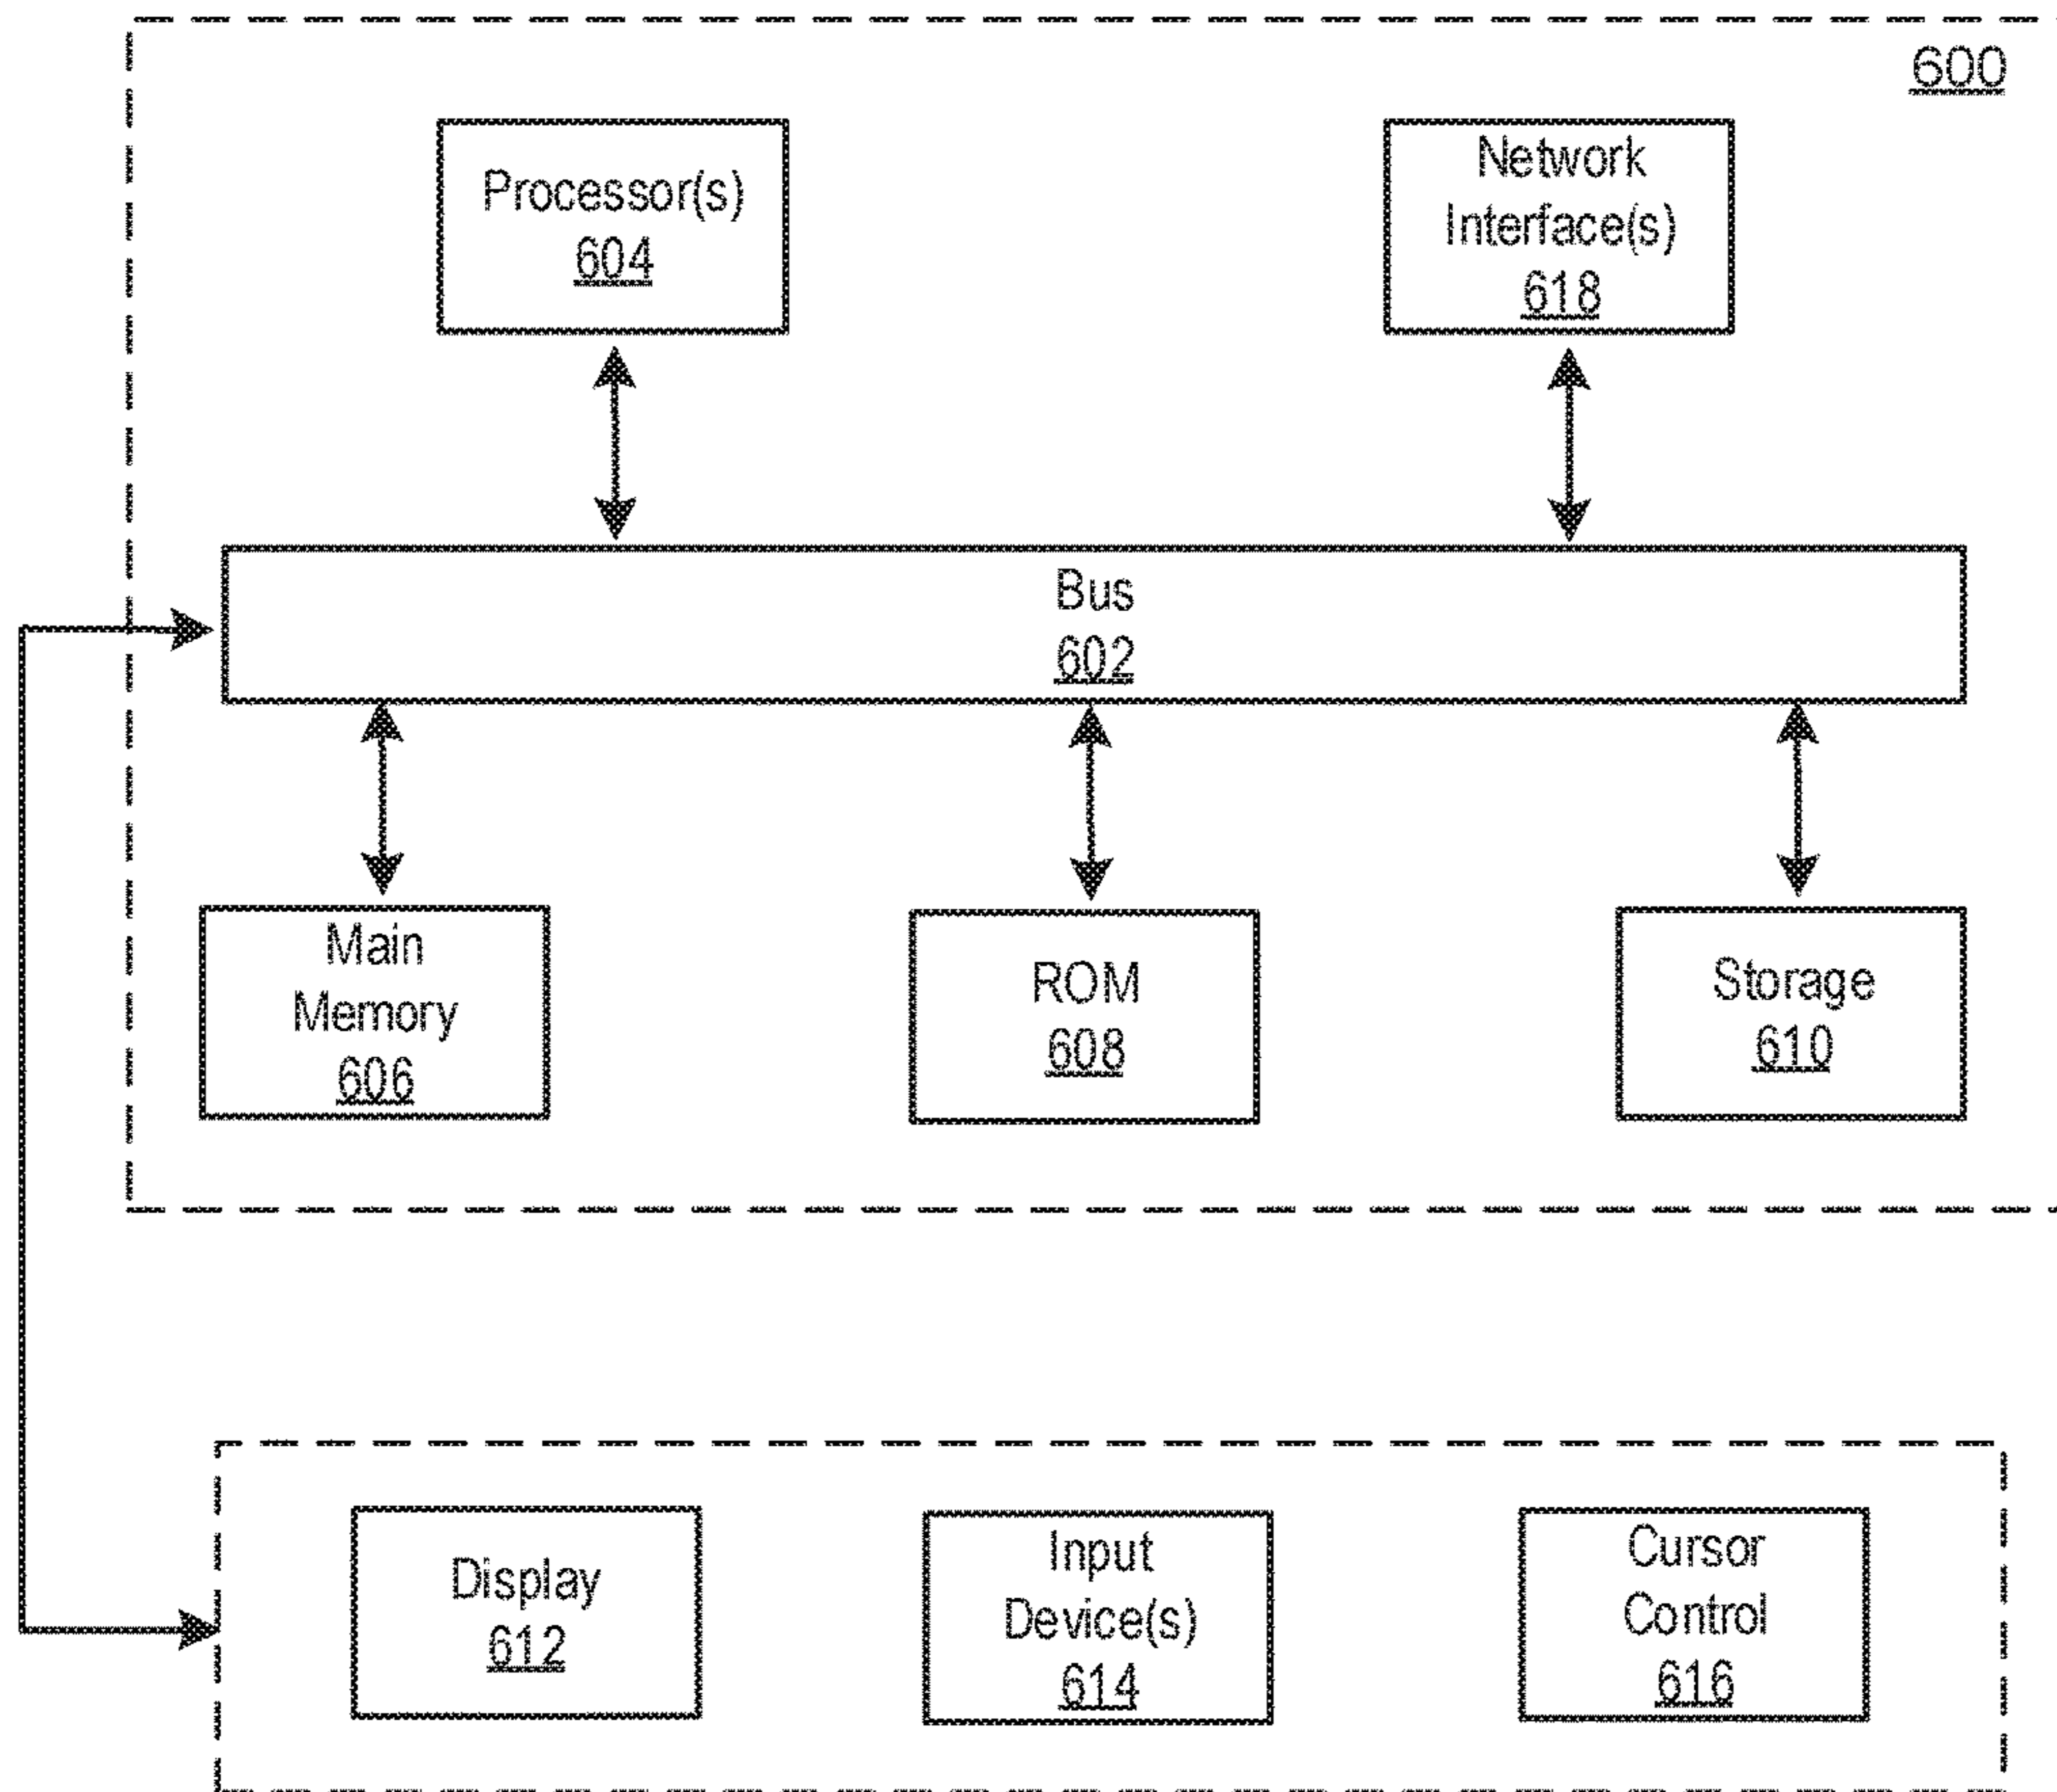 600
Processor(s)
604
Network
Interface(s)
618
Bus
602
Main
Memory
606
ROM
608
Storage
610
Display
612
Input
Device(s)
614
Cursor
Control
616